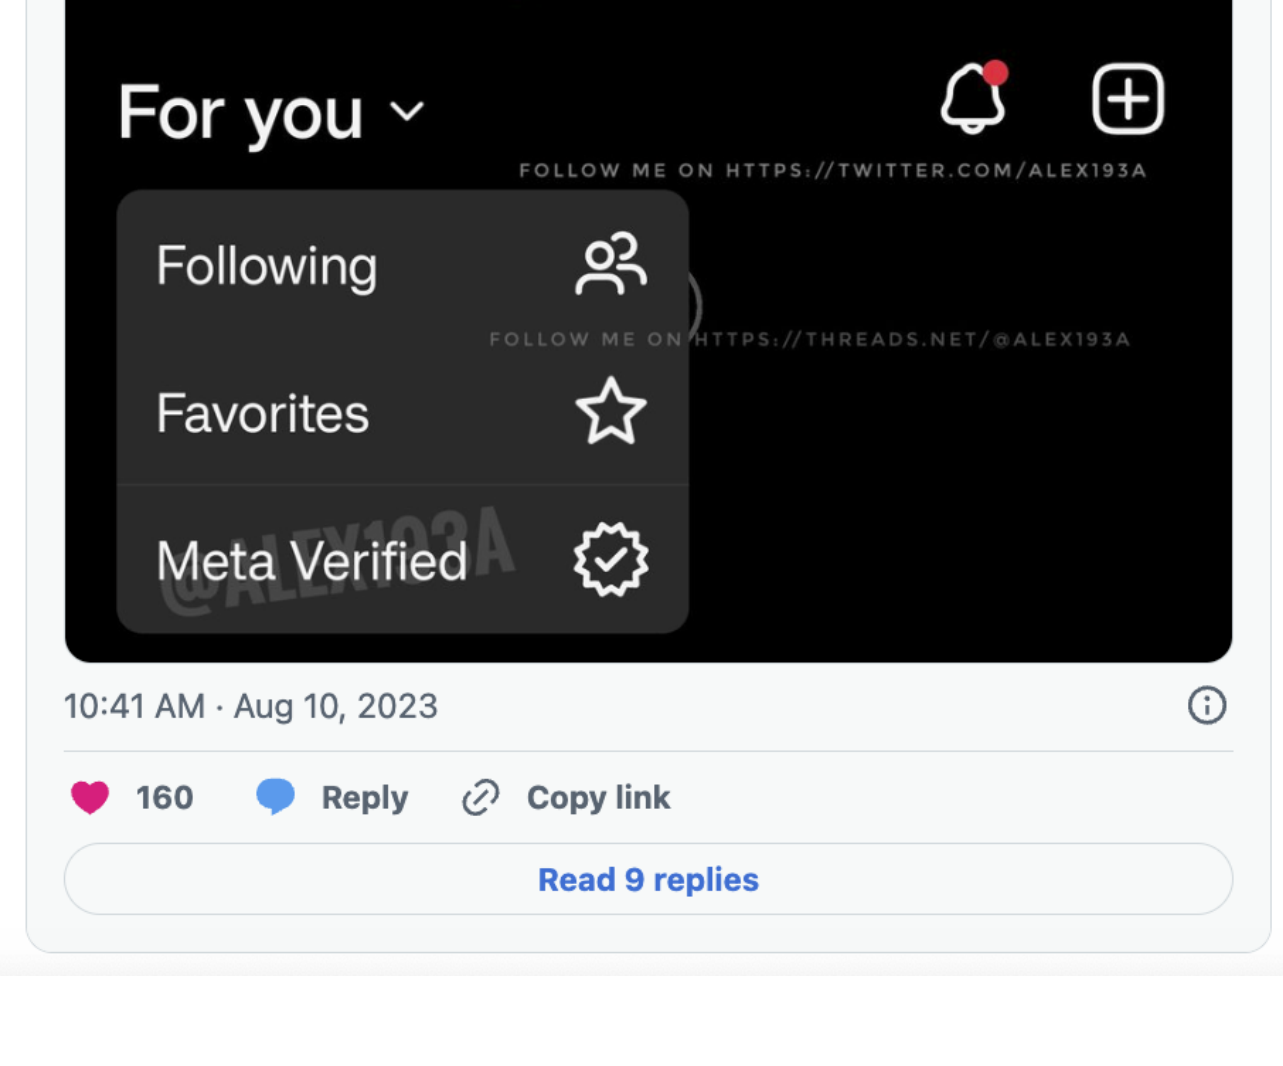 For you
FOLLOW ME ON HTTPS://TWITTER.COM/ALEX193A
Following
FOLLOW ME ON HTTPS://THREADS.NET/@ALEX193A
Favorites
@ALEX193A
Meta Verified
10:41 AM · Aug 10, 2023
160 Reply Copy link
Read 9 replies